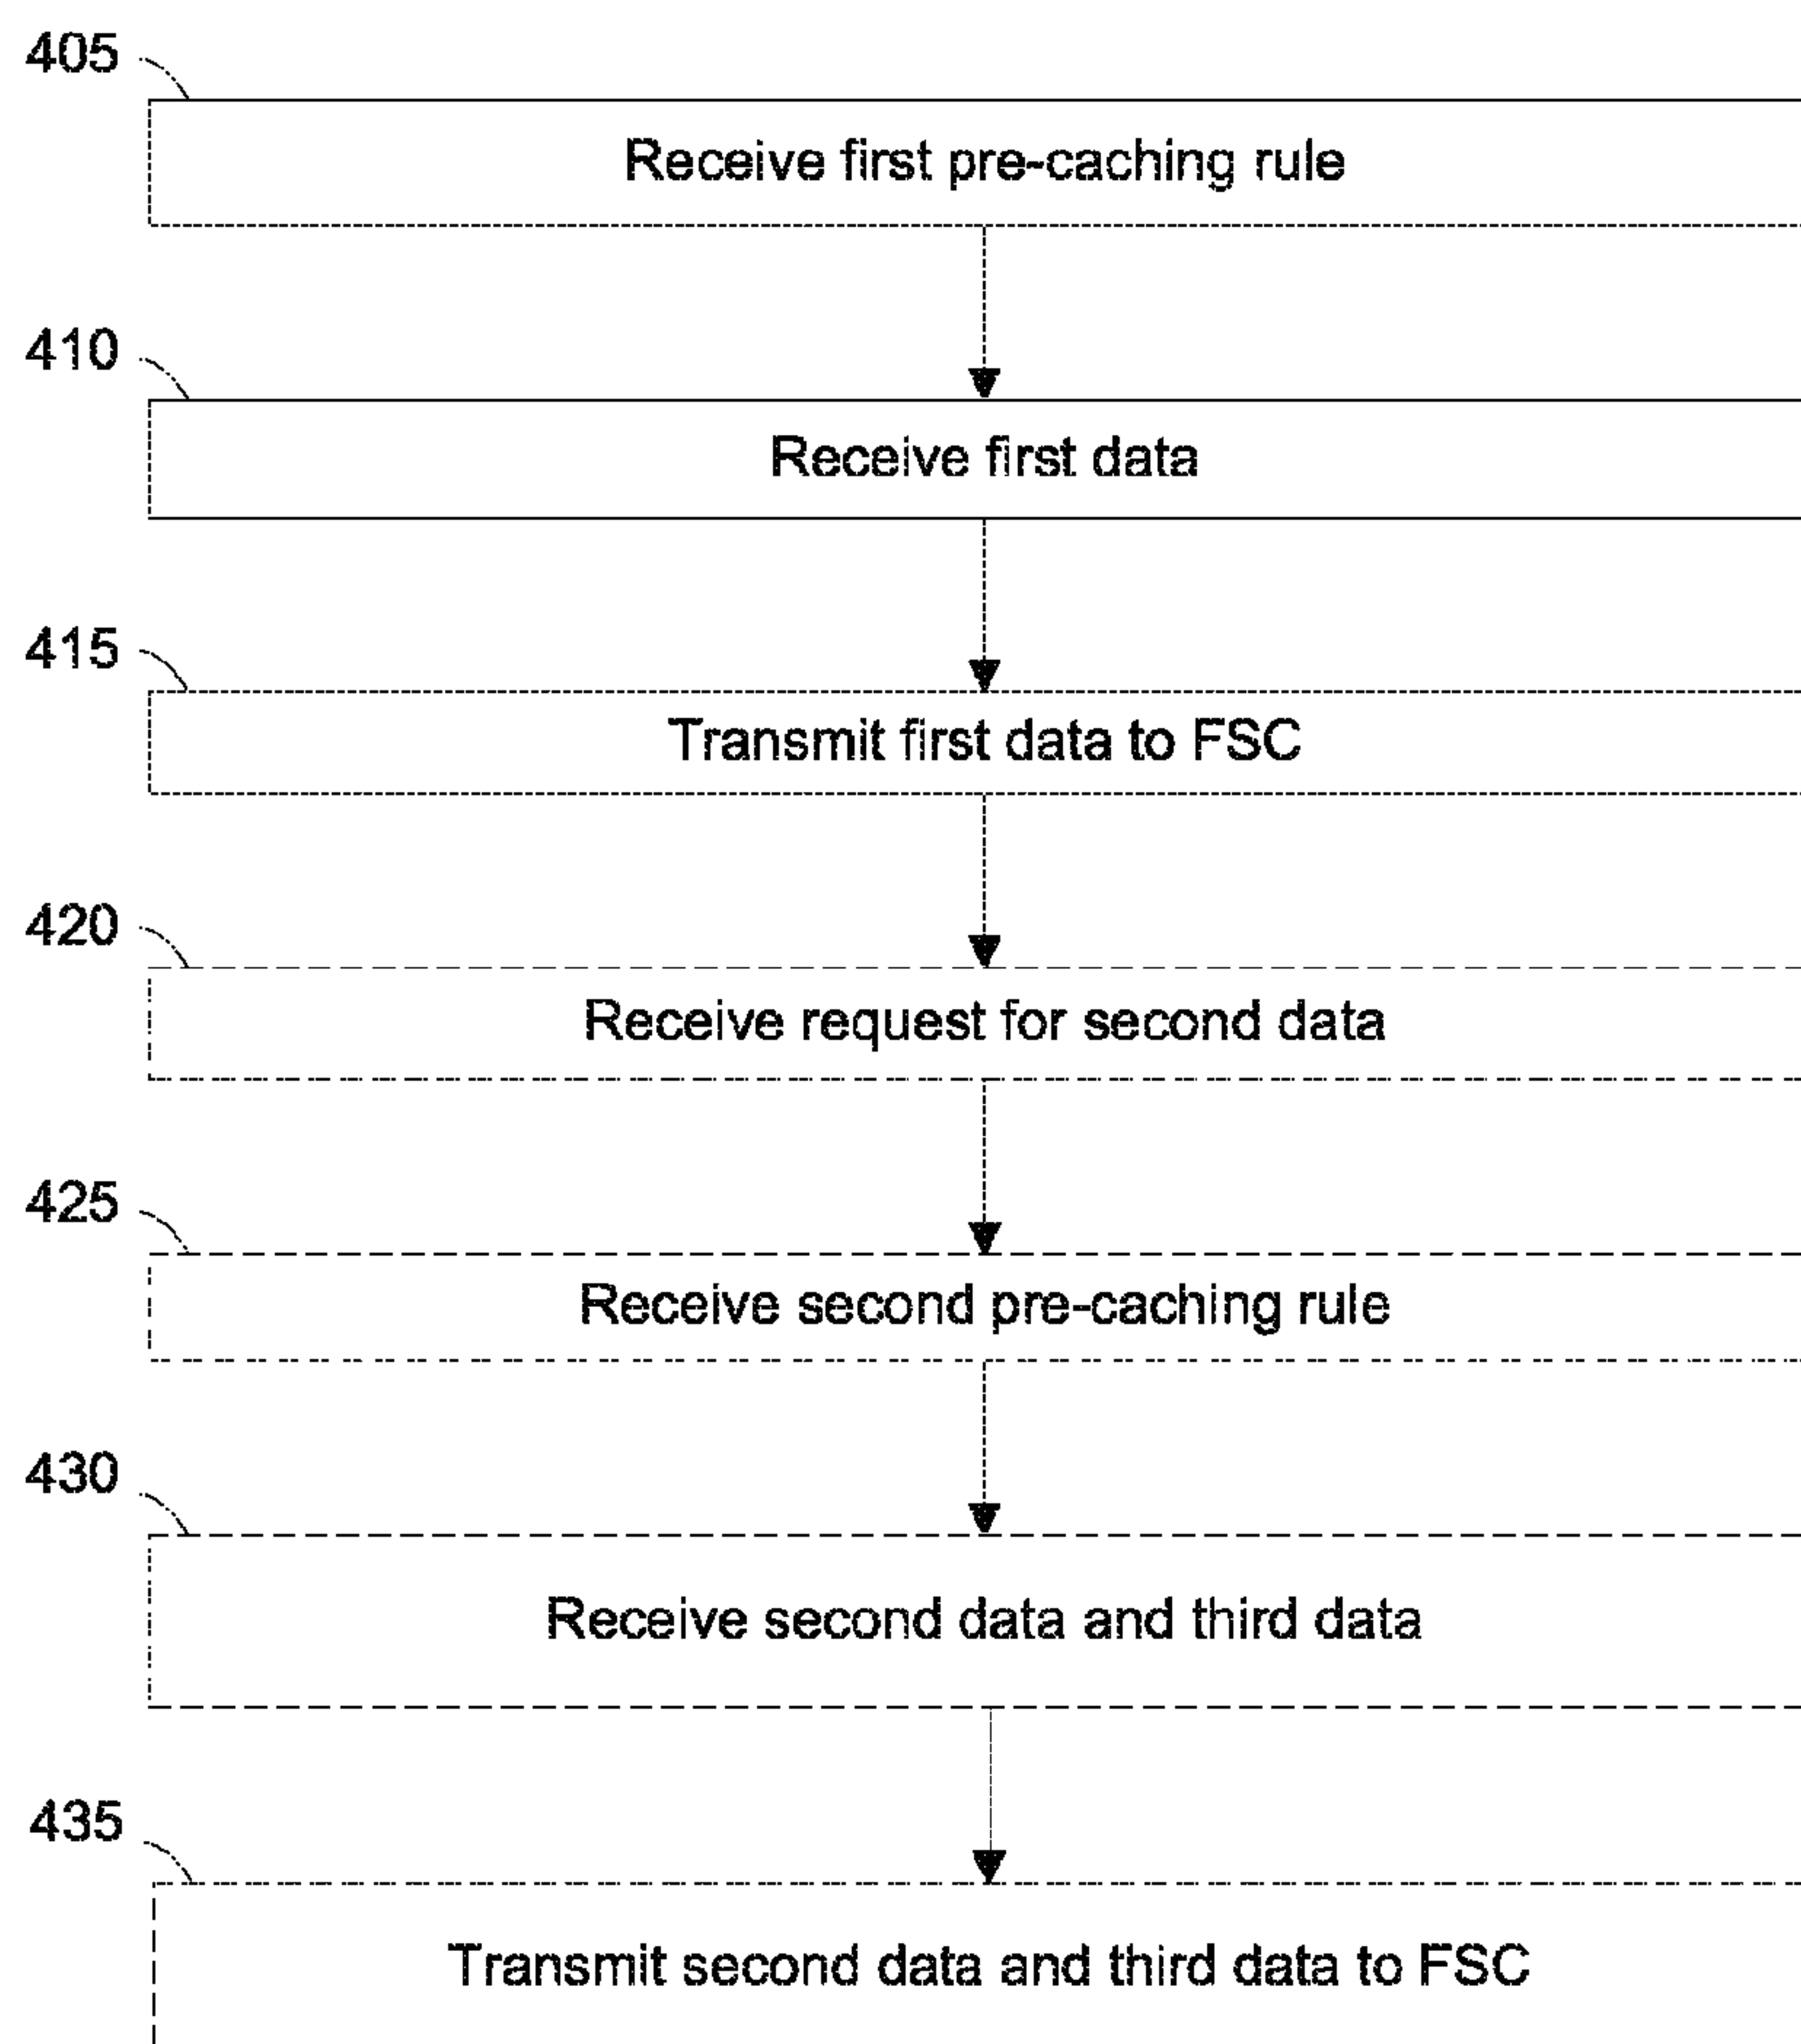 405
Receive first pre-caching rule
410
Receive first data
415
Transmit first data to FSC
420
Receive request for second data
425
Receive second pre-caching rule
430
Receive second data and third data
435
Transmit second data and third data to FSC